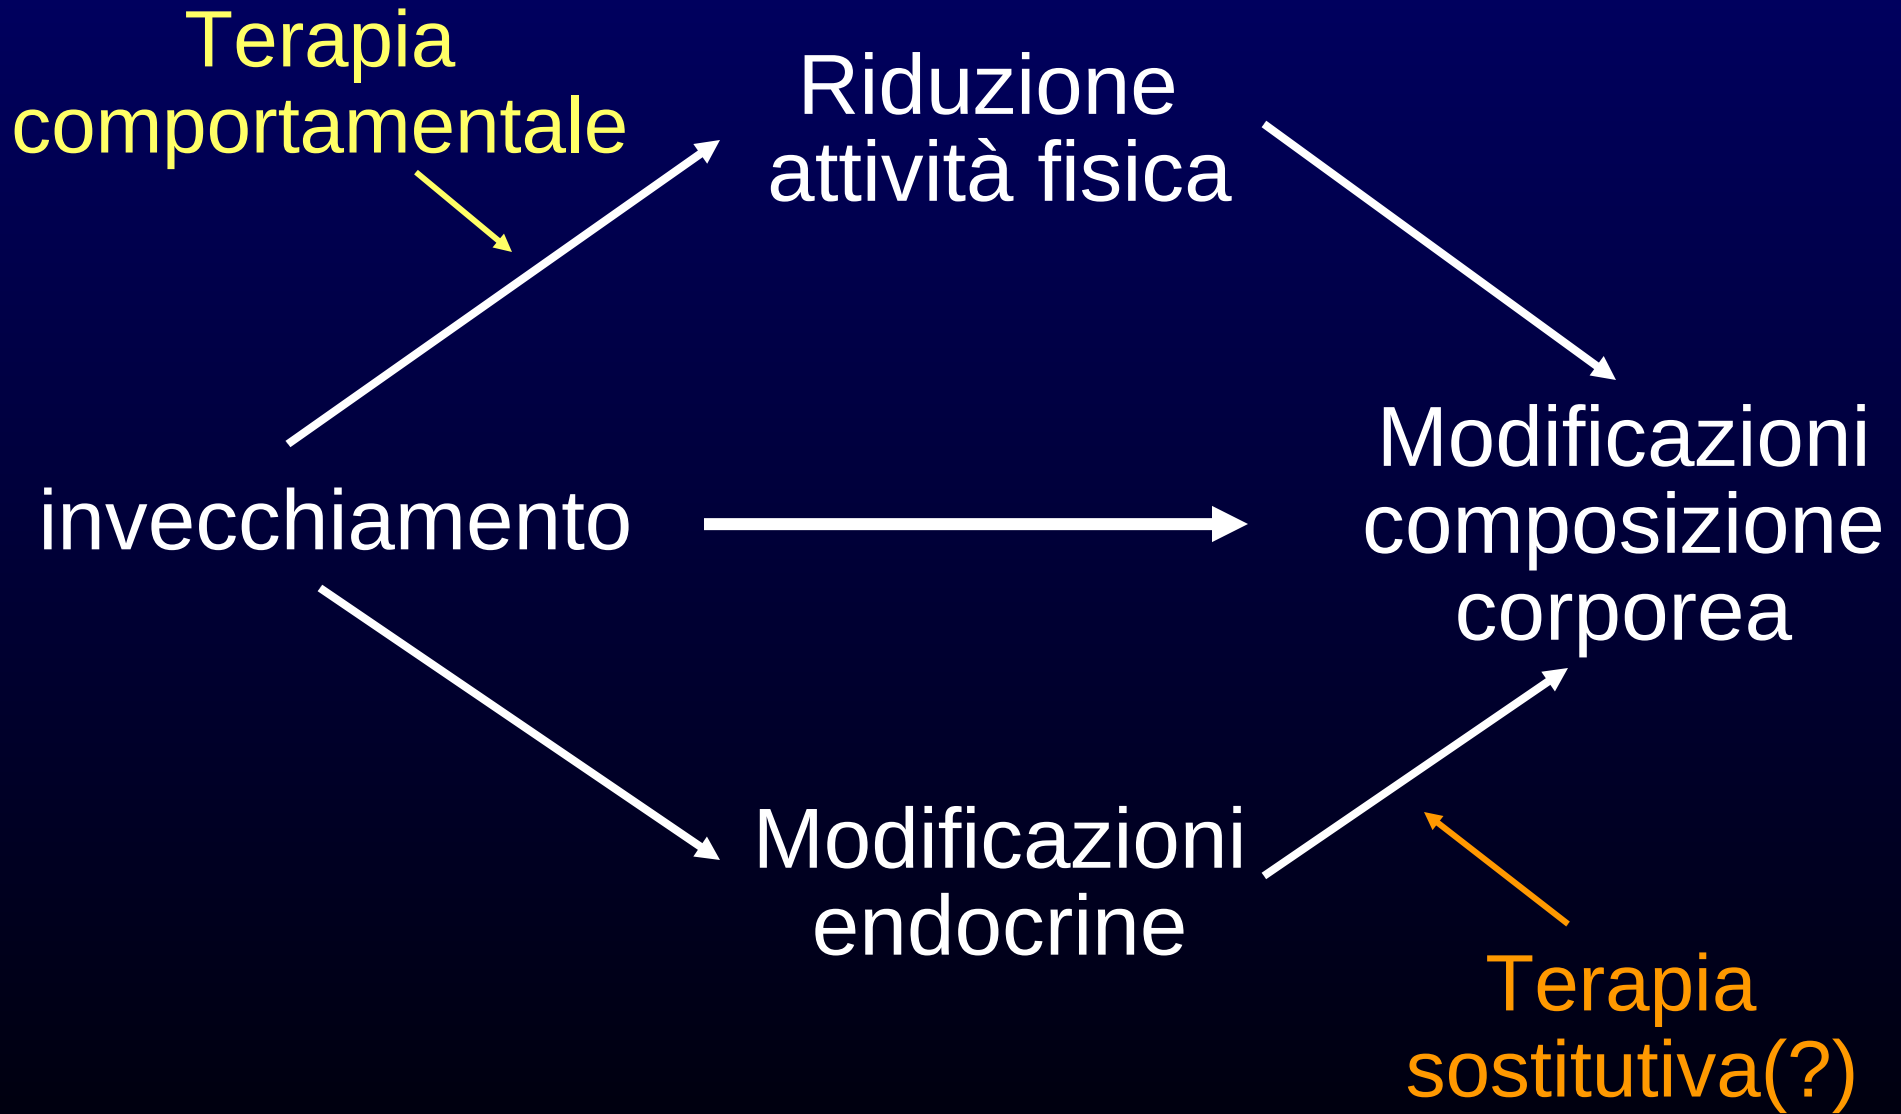 Terapia
comportamentale
Riduzione
attività fisica
invecchiamento
Modificazioni
composizione
corporea
Modificazioni
endocrine
Terapia
sostitutiva(?)